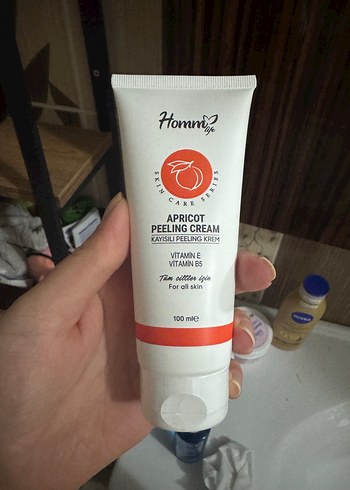 Homm
life
SKIN CARE SERIES
APRICOT
PEELING CREAM
KAYISILI PEELING KREM
VİTAMİN E
VİTAMİN B5
Tüm ciltler için
For all skin
100 ml℮